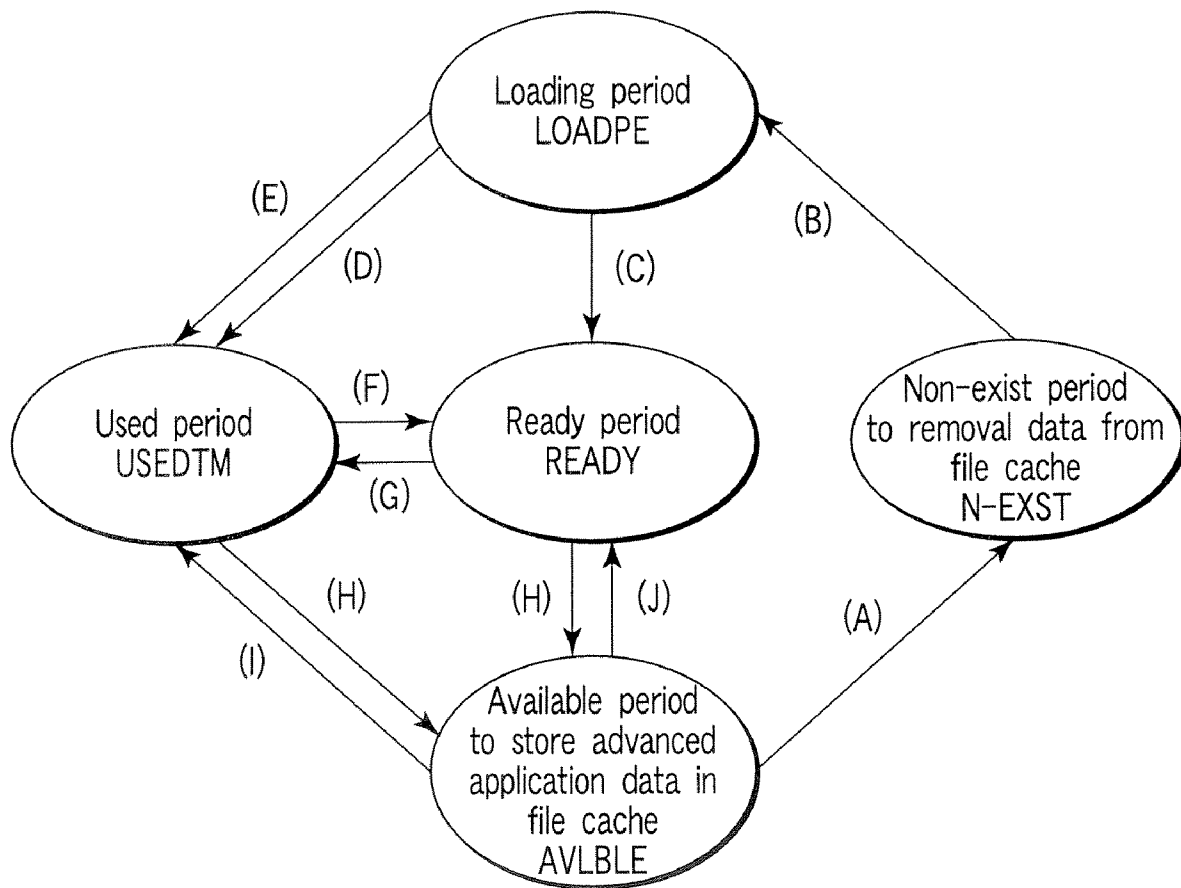 Loading period
LOADPE
(E)
(B)
(D)
(C)
Used period
USEDTM
(F)
(G)
Ready period
READY
Non-exist period
to removal data from
file cache
N-EXST
(H)
(I)
(H)
(J)
(A)
Available period
to store advanced
application data in
file cache
AVLBLE